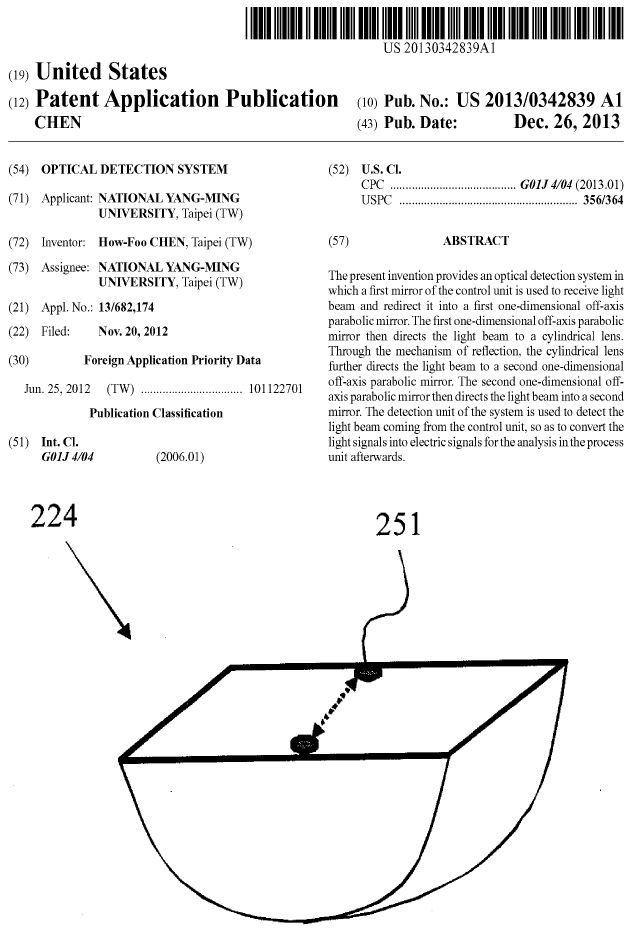 US 20130342839A1
(19) United States
(12) Patent Application Publication
CHEN
(10) Pub. No.: US 2013/0342839 A1
(43) Pub. Date: Dec. 26, 2013
(54) OPTICAL DETECTION SYSTEM
(71) Applicant: NATIONAL YANG-MING
UNIVERSITY, Taipei (TW)
(72) Inventor: How-Foo CHEN, Taipei (TW)
(73) Assignee: NATIONAL YANG-MING
UNIVERSITY, Taipei (TW)
(21) Appl. No.: 13/682,174
(22) Filed: Nov. 20, 2012
(30) Foreign Application Priority Data
Jun. 25, 2012 (TW) ................................. 101122701
Publication Classification
(51) Int. Cl.
G01J 4/04 (2006.01)
(52) U.S. Cl.
CPC ........................................ G01J 4/04 (2013.01)
USPC ......................................................... 356/364
(57) ABSTRACT
The present invention provides an optical detection system in
which a first mirror of the control unit is used to receive light
beam and redirect it into a first one-dimensional off-axis
parabolic mirror. The first one-dimensional off-axis parabolic
mirror then directs the light beam to a cylindrical lens.
Through the mechanism of reflection, the cylindrical lens
further directs the light beam to a second one-dimensional
off-axis parabolic mirror. The second one-dimensional off-
axis parabolic mirror then directs the light beam into a second
mirror. The detection unit of the system is used to detect the
light beam coming from the control unit, so as to convert the
light signals into electric signals for the analysis in the process
unit afterwards.
224
251